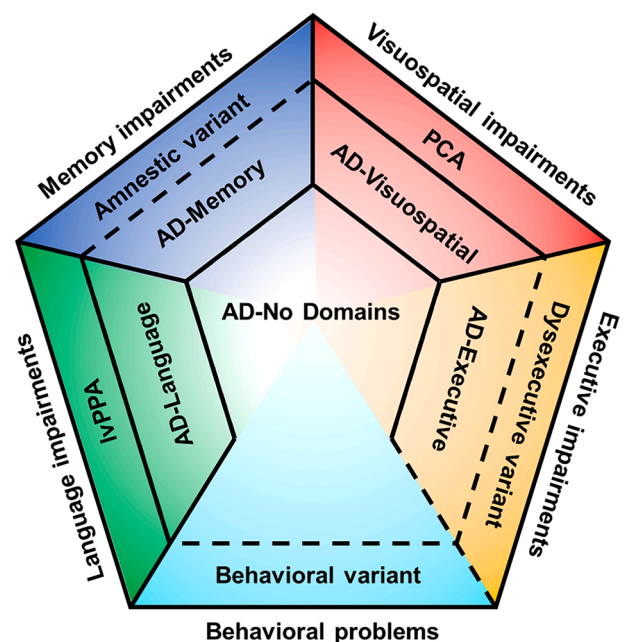 Memory impairments
Visuospatial impairments
Amnestic variant
PCA
AD-Memory
AD-Visuospatial
AD-No Domains
Language impairments
lvPPA
AD-Language
AD-Executive
Dysexecutive variant
Executive impairments
Behavioral variant
Behavioral problems